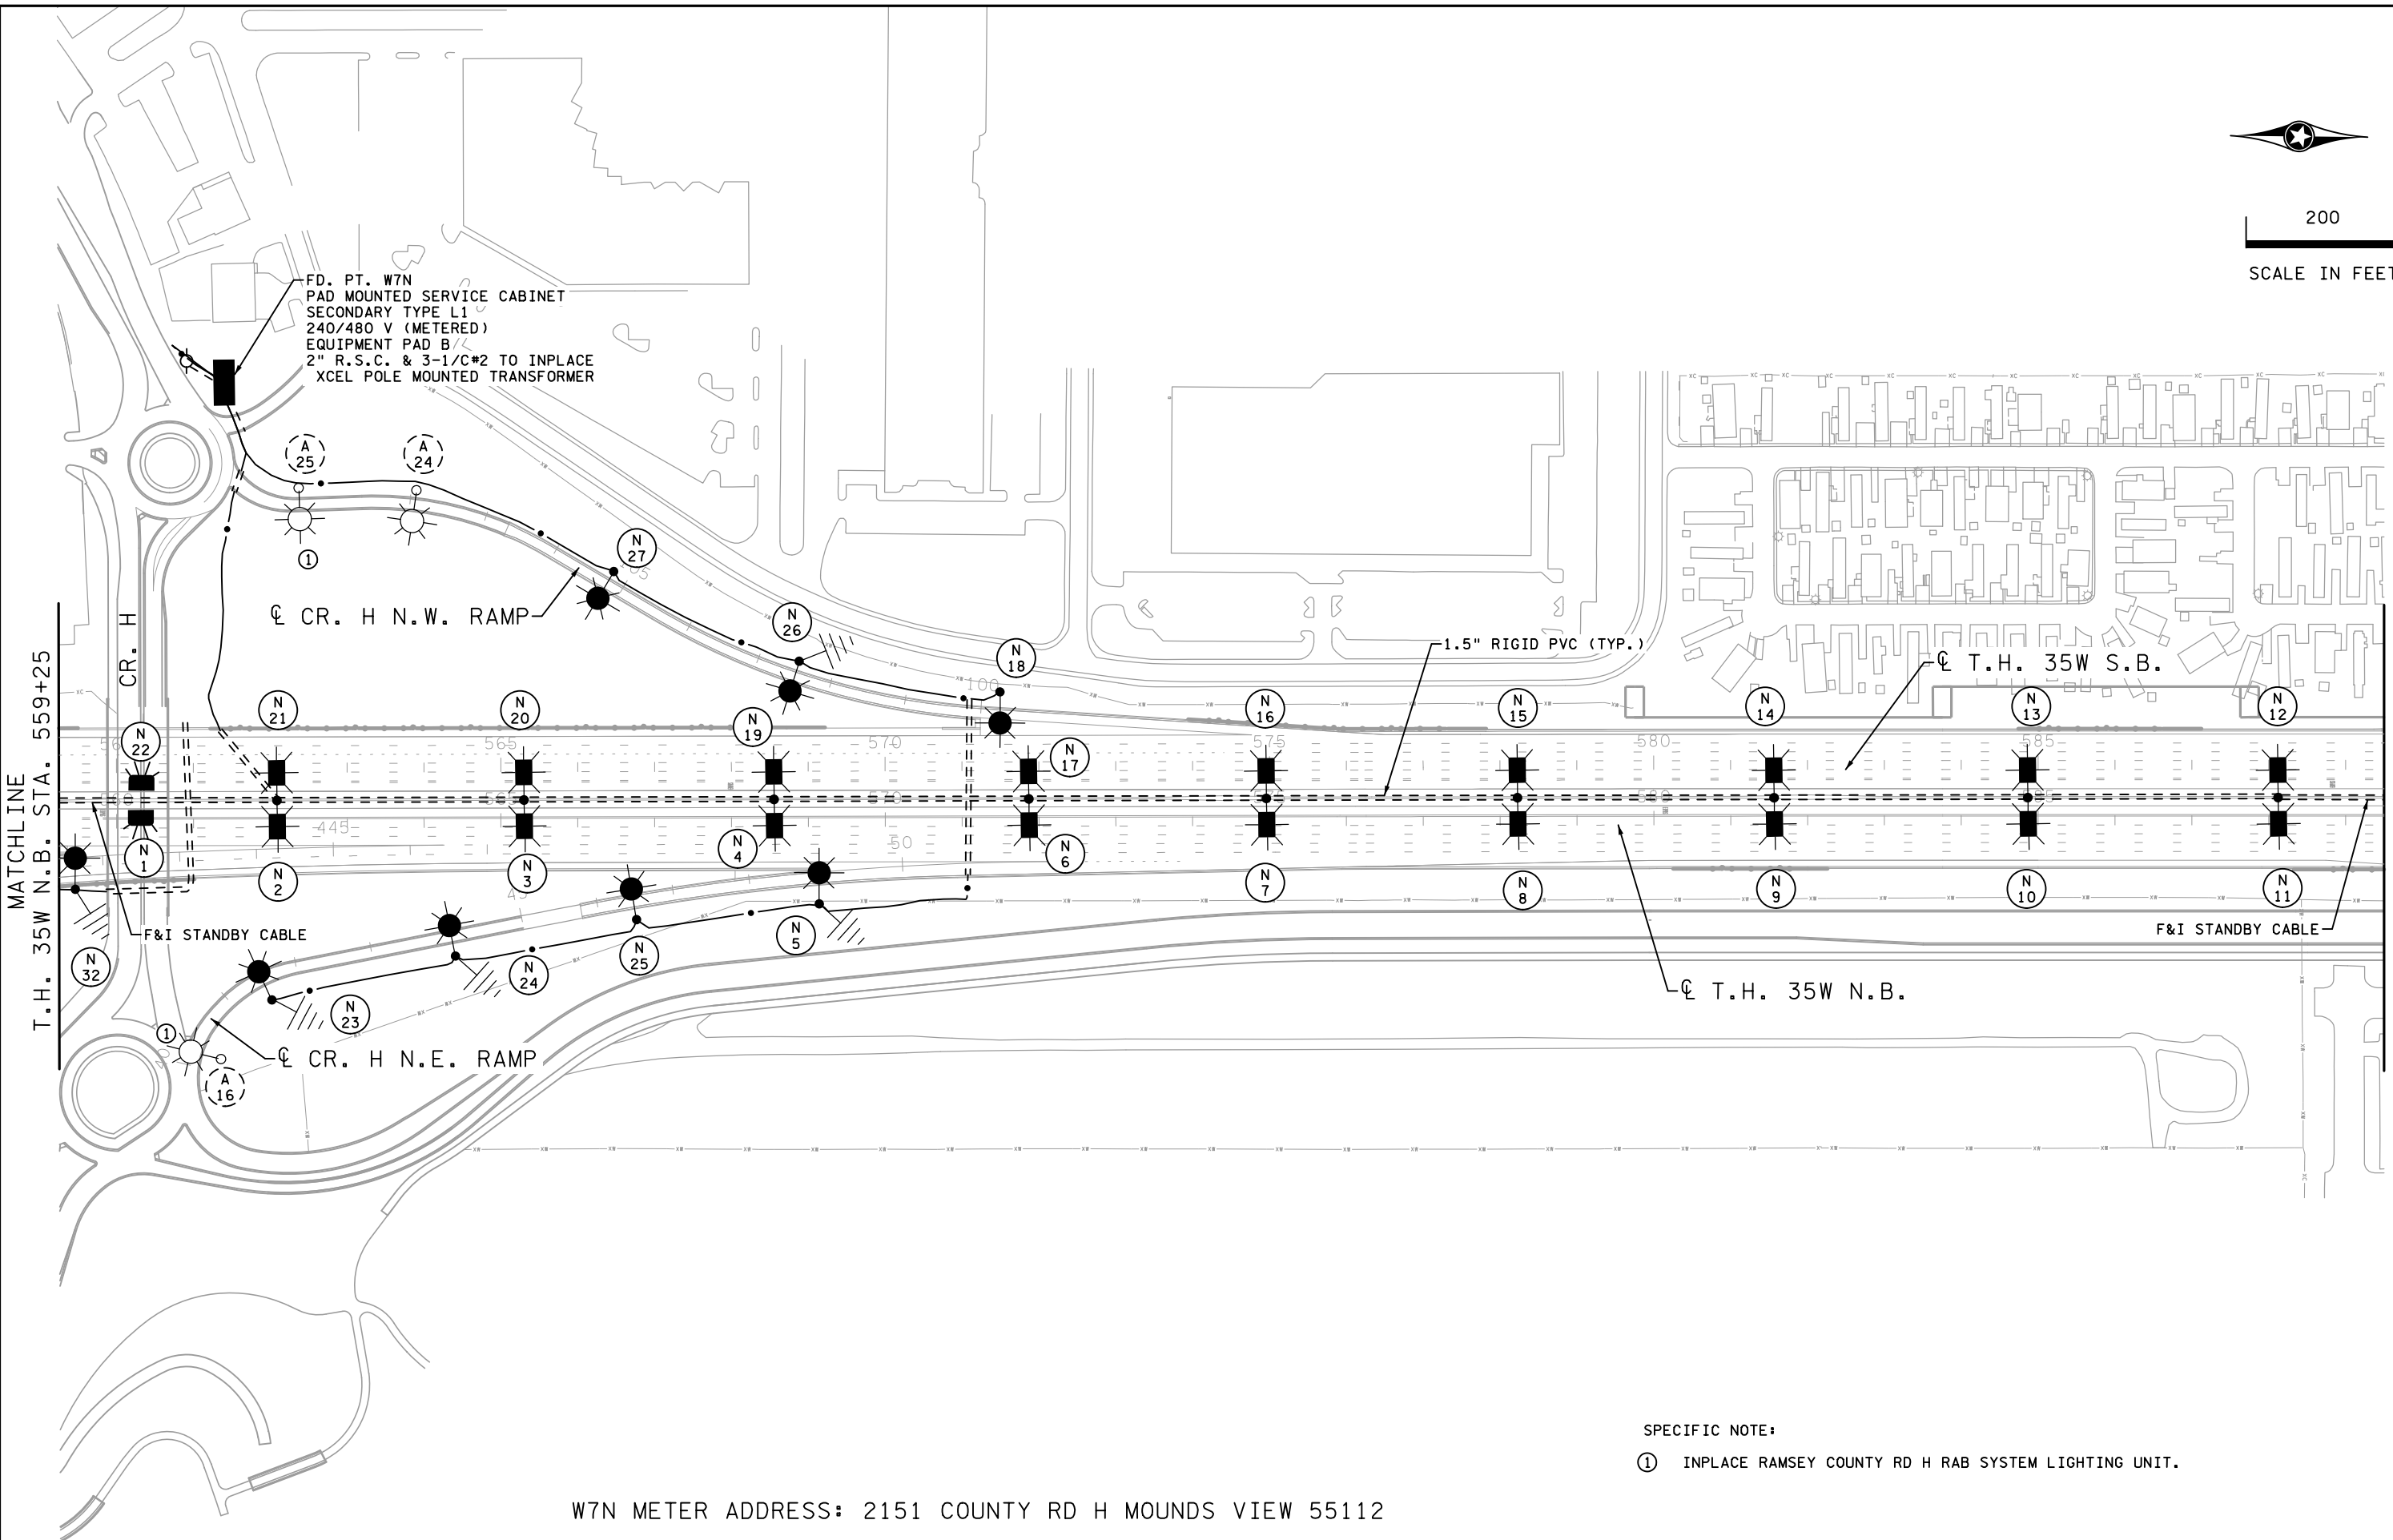 200
SCALE IN FEET
FD. PT. W7N
PAD MOUNTED SERVICE CABINET
SECONDARY TYPE L1
240/480 V (METERED)
EQUIPMENT PAD B
2" R.S.C. & 3-1/C#2 TO INPLACE
XCEL POLE MOUNTED TRANSFORMER
A
25
A
24
1
N
27
N
26
N
18
℄ CR. H N.W. RAMP
CR. H
1.5" RIGID PVC (TYP.)
℄ T.H. 35W S.B.
MATCHLINE
T.H. 35W N.B. STA. 559+25
N
22
N
21
N
20
N
19
N
17
N
16
N
15
N
14
N
13
N
12
100
565
570
575
580
585
445
50
45
N
1
N
2
N
3
N
4
N
5
N
6
N
7
N
8
N
9
N
10
N
11
F&I STANDBY CABLE
F&I STANDBY CABLE
N
32
N
23
N
24
N
25
℄ T.H. 35W N.B.
1
℄ CR. H N.E. RAMP
A
16
SPECIFIC NOTE:
1 INPLACE RAMSEY COUNTY RD H RAB SYSTEM LIGHTING UNIT.
W7N METER ADDRESS: 2151 COUNTY RD H MOUNDS VIEW 55112